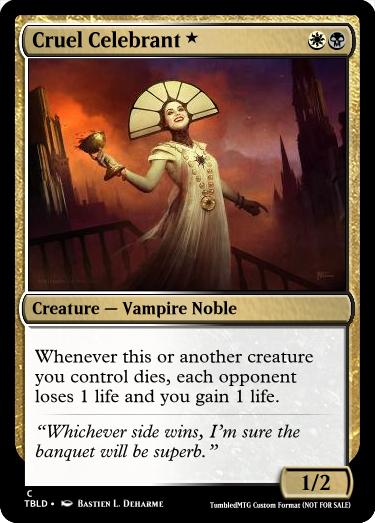 Cruel Celebrant ★
Creature — Vampire Noble
Whenever this or another creature
you control dies, each opponent
loses 1 life and you gain 1 life.
“Whichever side wins, I’m sure the
banquet will be superb.”
1/2
C
TBLD • Bastien L. Deharme
TumbledMTG Custom Format (NOT FOR SALE)